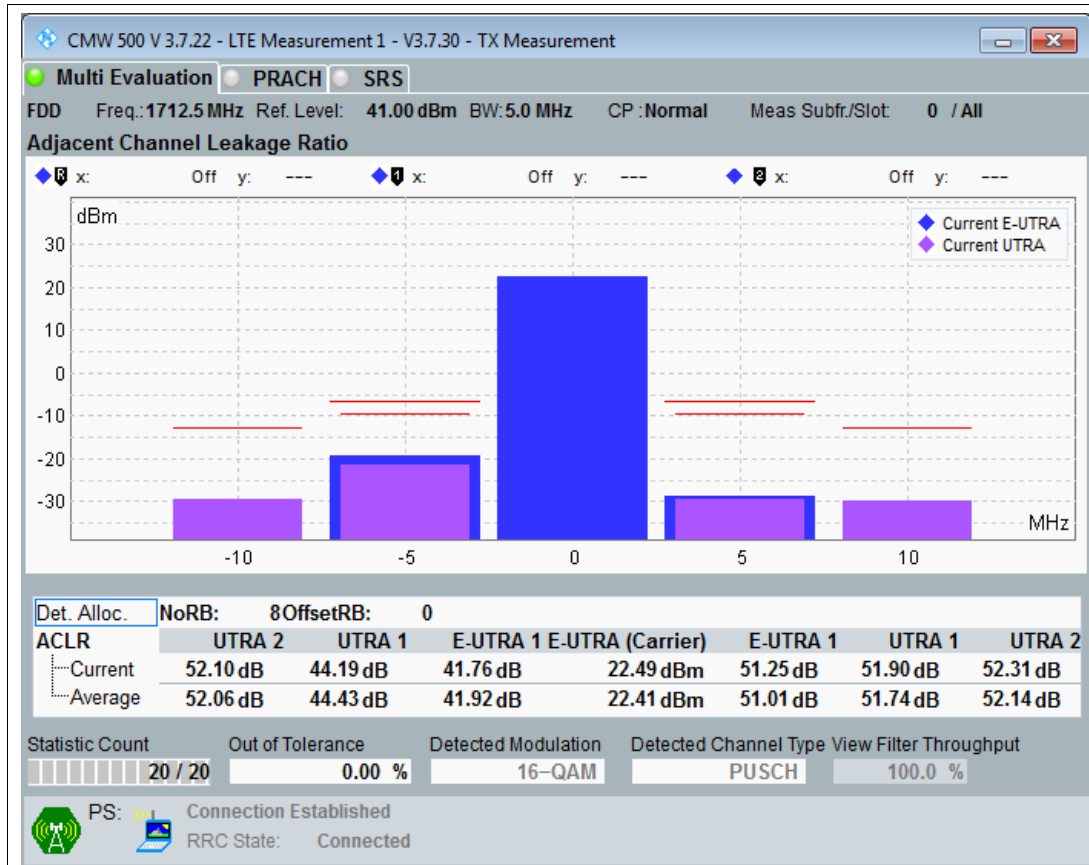 CMW 500 V 3.7.22 - LTE Measurement 1 - V3.7.30 - TX Measurement
Multi Evaluation PRACH SRS
FDD Freq.:1712.5 MHz Ref. Level: 41.00 dBm BW:5.0 MHz CP :Normal Meas Subfr./Slot: 0 / All
Adjacent Channel Leakage Ratio
R x: Off y: --- 1 x: Off y: --- 2 x: Off y: ---
dBm
Current E-UTRA
Current UTRA
30
20
10
0
-10
-20
-30
MHz
-10 -5 0 5 10
Det. Alloc. NoRB: 8 OffsetRB: 0
ACLR UTRA 2 UTRA 1 E-UTRA 1 E-UTRA (Carrier) E-UTRA 1 UTRA 1 UTRA 2
Current 52.10 dB 44.19 dB 41.76 dB 22.49 dBm 51.25 dB 51.90 dB 52.31 dB
Average 52.06 dB 44.43 dB 41.92 dB 22.41 dBm 51.01 dB 51.74 dB 52.14 dB
Statistic Count Out of Tolerance Detected Modulation Detected Channel Type View Filter Throughput
20 / 20 0.00 % 16-QAM PUSCH 100.0 %
PS: Connection Established
RRC State: Connected